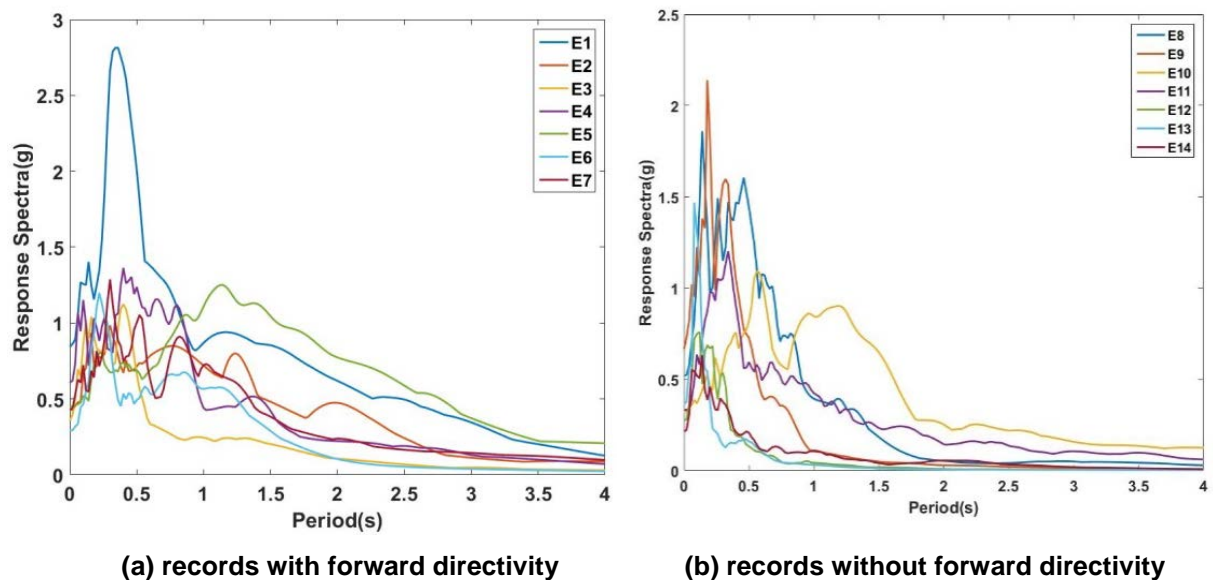 3
2.5
2
1.5
1
0.5
0
Response Spectra(g)
E1
E2
E3
E4
E5
E6
E7
0 0.5 1 1.5 2 2.5 3 3.5 4
Period(s)
(a) records with forward directivity
2.5
2
1.5
1
0.5
0
Response Spectra(g)
E8
E9
E10
E11
E12
E13
E14
0 0.5 1 1.5 2 2.5 3 3.5 4
Period(s)
(b) records without forward directivity